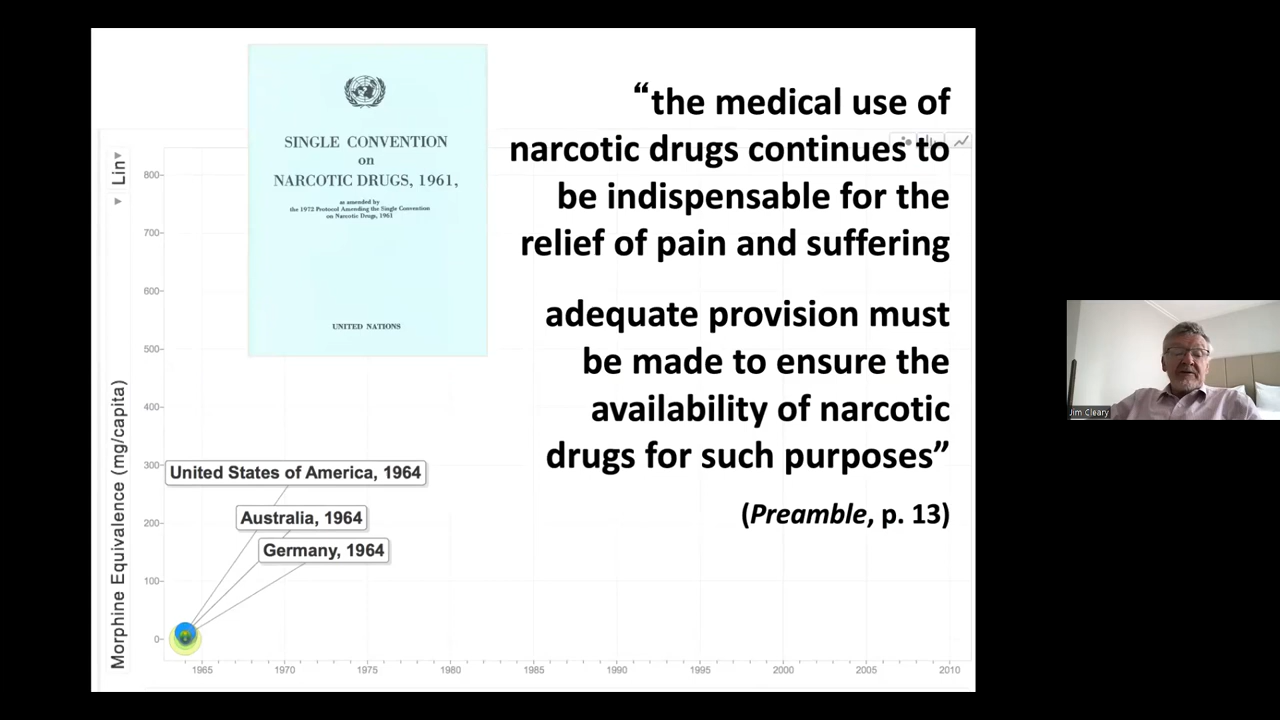 SINGLE CONVENTION
on
NARCOTIC DRUGS, 1961,
as amended by
the 1972 Protocol Amending the Single Convention
on Narcotic Drugs, 1961
UNITED NATIONS
“the medical use of
narcotic drugs continues to
be indispensable for the
relief of pain and suffering
adequate provision must
be made to ensure the
availability of narcotic
drugs for such purposes”
(Preamble, p. 13)
Lin
Morphine Equivalence (mg/capita)
800
700
600
500
400
300
200
100
0
United States of America, 1964
Australia, 1964
Germany, 1964
1965
1970
1975
1980
1985
1990
1995
2000
2005
2010
Jim Cleary